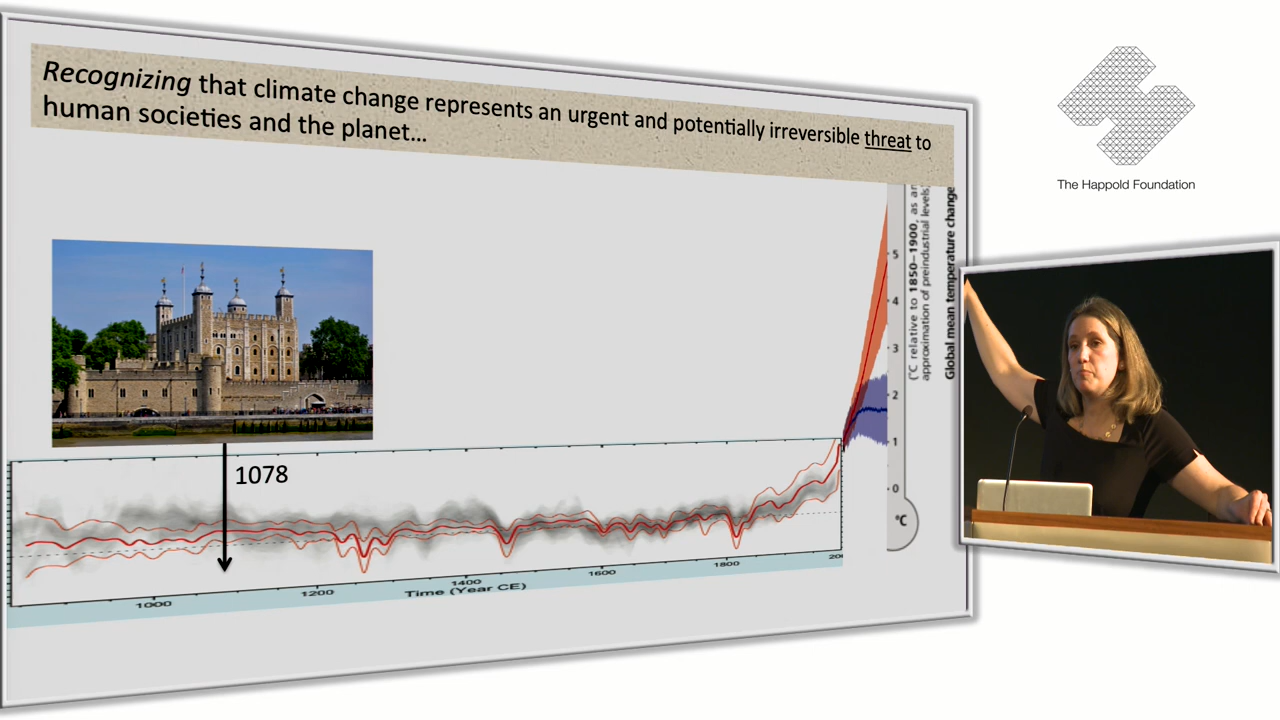 Recognizing that climate change represents an urgent and potentially irreversible threat to
human societies and the planet...
The Happold Foundation
1078
1000
1200
1400
1600
1800
Time (Year CE)
5
4
3
2
1
0
°C
(°C relative to 1850–1900, as an
approximation of preindustrial levels)
Global mean temperature change